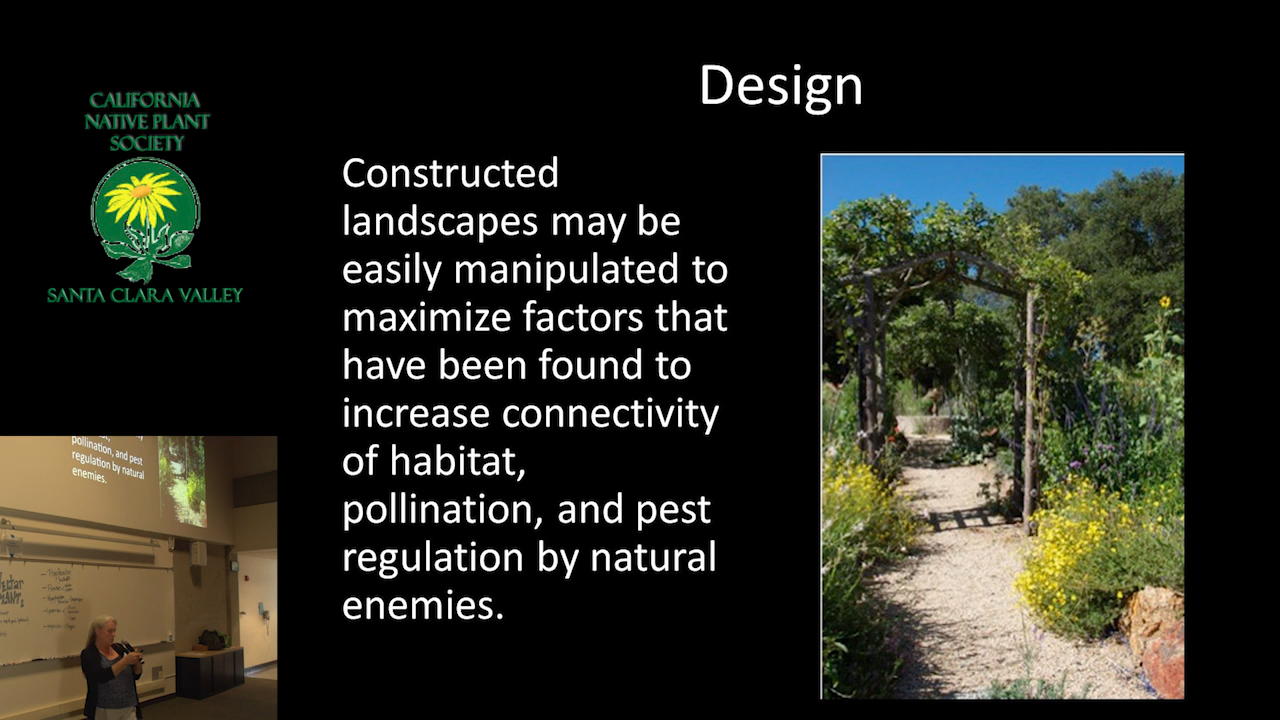 CALIFORNIA
NATIVE PLANT
SOCIETY
SANTA CLARA VALLEY
Design
Constructed
landscapes may be
easily manipulated to
maximize factors that
have been found to
increase connectivity
of habitat,
pollination, and pest
regulation by natural
enemies.
pollination, and pest
regulation by natural
enemies.